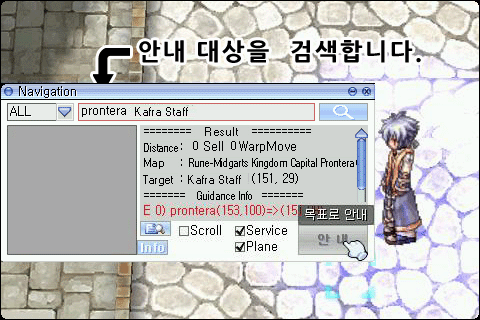 안내 대상을 검색합니다.
Navigation
ALL
prontera Kafra Staff
======= Result =========
Distance: 0 Sell 0 WarpMove
Map : Rune-Midgarts Kingdom Capital Prontera
Target : Kafra Staff (151, 29)
======= Guidance Info =======
E 0) prontera(153,100)=>(15
목표로 안내
Scroll
Service
안 내
Info
Plane